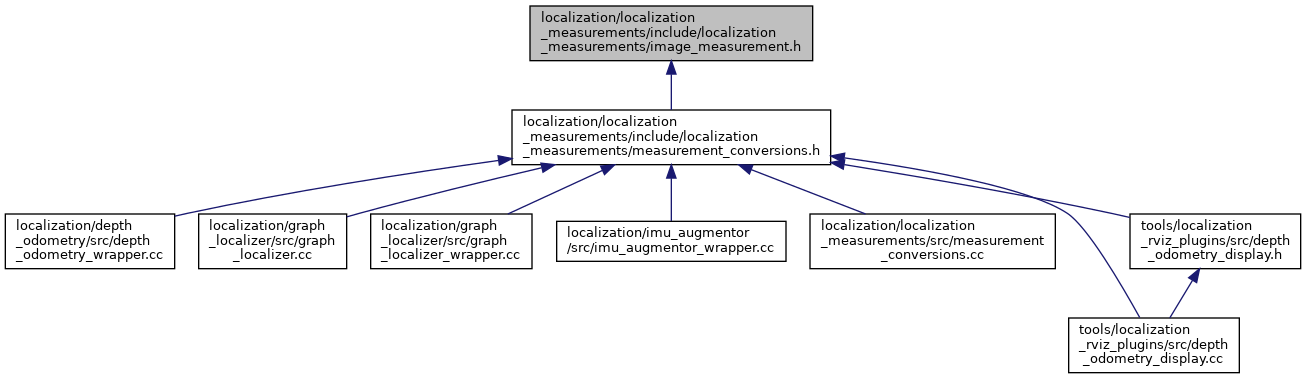 localization/localization
_measurements/include/localization
_measurements/image_measurement.h
localization/localization
_measurements/include/localization
_measurements/measurement_conversions.h
localization/depth
_odometry/src/depth
_odometry_wrapper.cc
localization/graph
_localizer/src/graph
_localizer.cc
localization/graph
_localizer/src/graph
_localizer_wrapper.cc
localization/imu_augmentor
/src/imu_augmentor_wrapper.cc
localization/localization
_measurements/src/measurement
_conversions.cc
tools/localization
_rviz_plugins/src/depth
_odometry_display.h
tools/localization
_rviz_plugins/src/depth
_odometry_display.cc